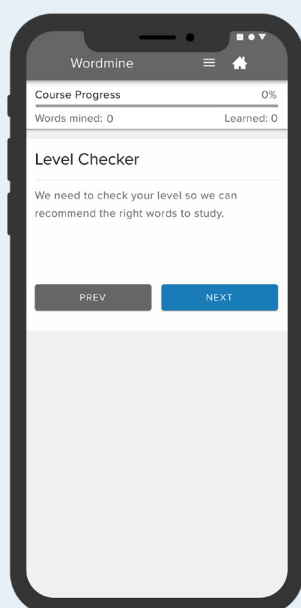 Wordmine
Course Progress 0%
Words mined: 0 Learned: 0
Level Checker
We need to check your level so we can
recommend the right words to study.
PREV NEXT